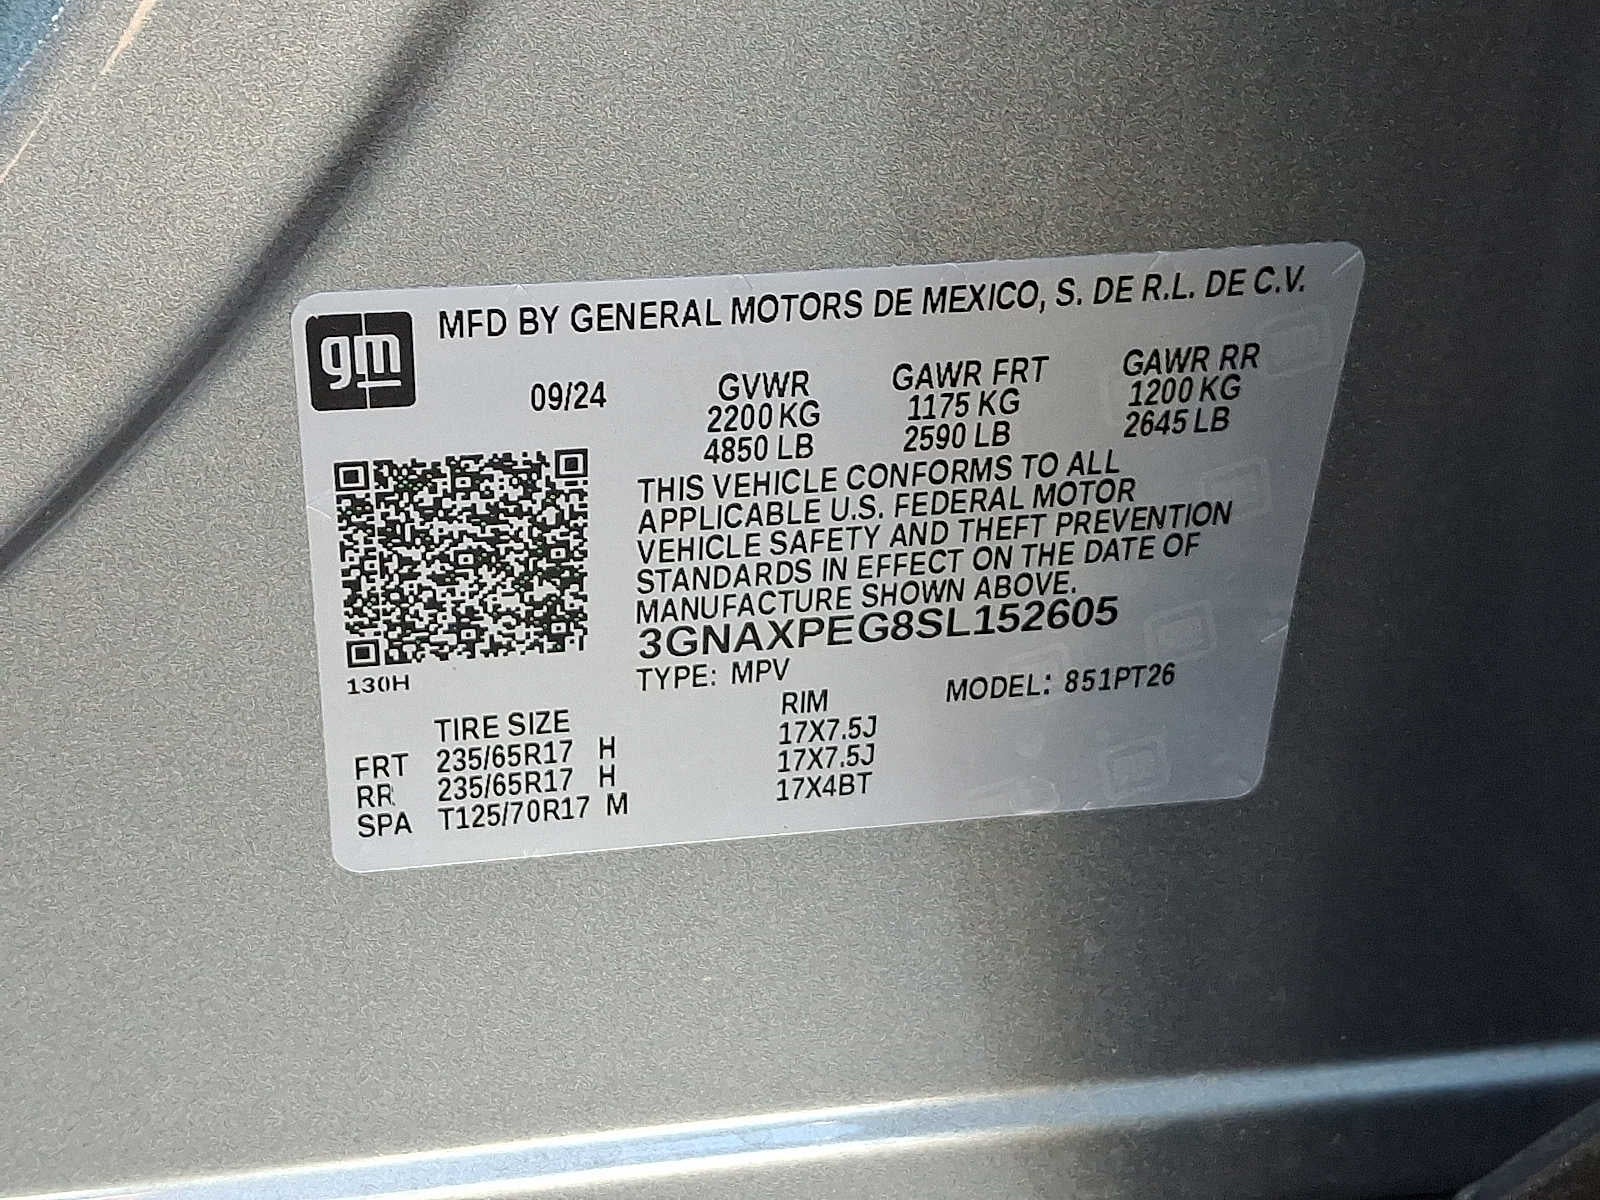 gm
MFD BY GENERAL MOTORS DE MEXICO, S. DE R.L. DE C.V.
09/24 GVWR GAWR FRT GAWR RR
2200 KG 1175 KG 1200 KG
4850 LB 2590 LB 2645 LB
THIS VEHICLE CONFORMS TO ALL
APPLICABLE U.S. FEDERAL MOTOR
VEHICLE SAFETY AND THEFT PREVENTION
STANDARDS IN EFFECT ON THE DATE OF
MANUFACTURE SHOWN ABOVE.
3GNAXPEG8SL152605
130H
TYPE: MPV MODEL: 851PT26
TIRE SIZE RIM
FRT 235/65R17 H 17X7.5J
RR 235/65R17 H 17X7.5J
SPA T125/70R17 M 17X4BT